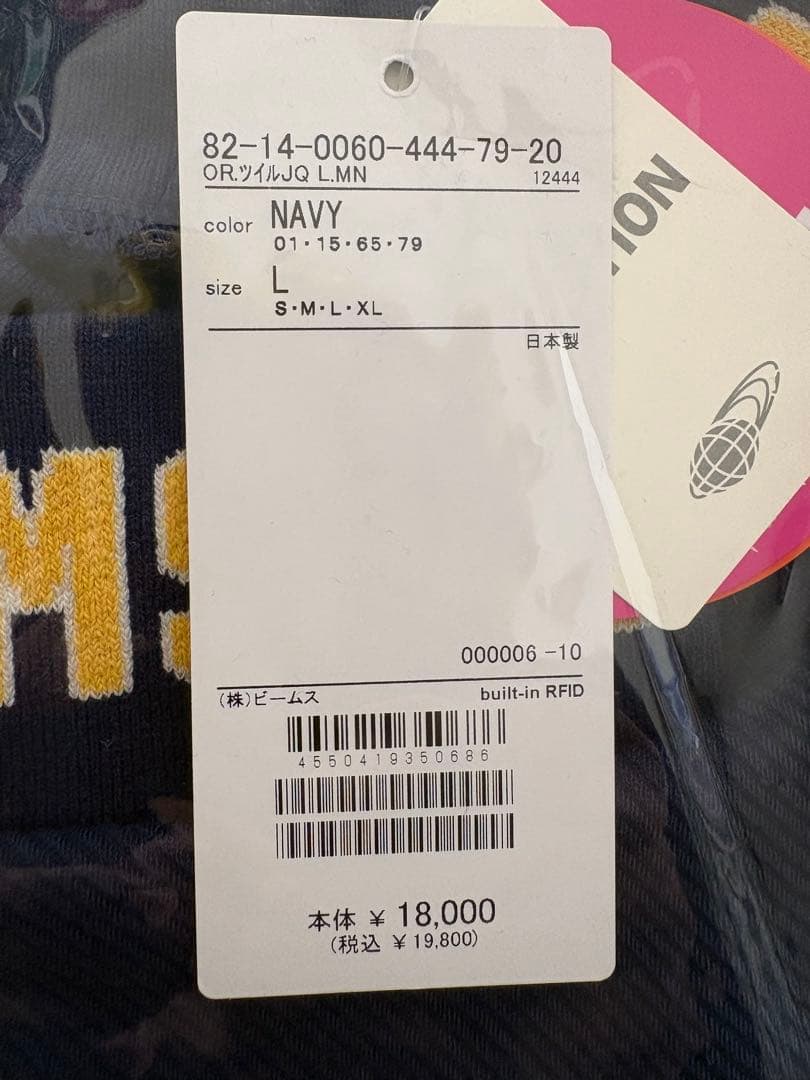 82-14-0060-444-79-20
OR.ツイルJQ L.MN 12444
color NAVY
01・15・65・79
size L
S・M・L・XL
日本製
000006 -10
(株)ビームス built-in RFID
4550419350686
本体 ¥ 18,000
(税込 ¥ 19,800)
MS